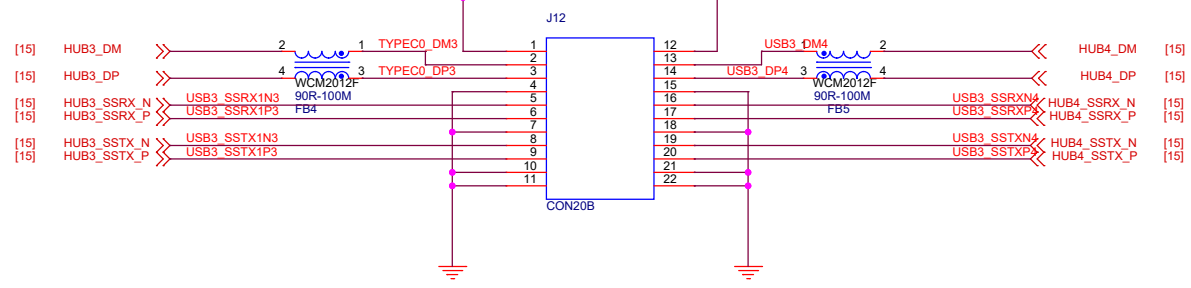 J12
[15] HUB3_DM 2 1 TYPEC0_DM3 1 12 USB3_DM4 1 2 HUB4_DM [15]
2 13
[15] HUB3_DP 4 3 TYPEC0_DP3 3 14 USB3_DP4 3 4 HUB4_DP [15]
WCM2012F 4 15 WCM2012F
90R-100M 90R-100M
[15] HUB3_SSRX_N USB3_SSRX1N3 5 16 USB3_SSRXN4 HUB4_SSRX_N [15]
FB4 FB5
[15] HUB3_SSRX_P USB3_SSRX1P3 6 17 USB3_SSRXP4 HUB4_SSRX_P [15]
7 18
[15] HUB3_SSTX_N USB3_SSTX1N3 8 19 USB3_SSTXN4 HUB4_SSTX_N [15]
[15] HUB3_SSTX_P USB3_SSTX1P3 9 20 USB3_SSTXP4 HUB4_SSTX_P [15]
10 21
11 22
CON20B